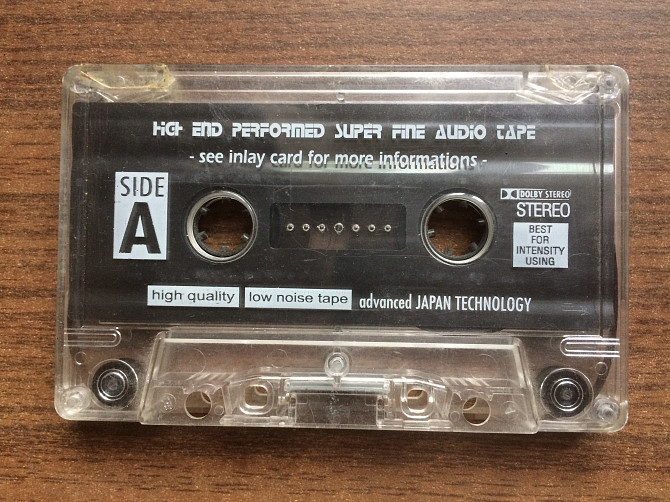 HIGH END PERFORMED SUPER FINE AUDIO TAPE
- see inlay card for more informations -
SIDE
A
DOLBY STEREO
STEREO
BEST
FOR
INTENSITY
USING
high quality low noise tape advanced JAPAN TECHNOLOGY